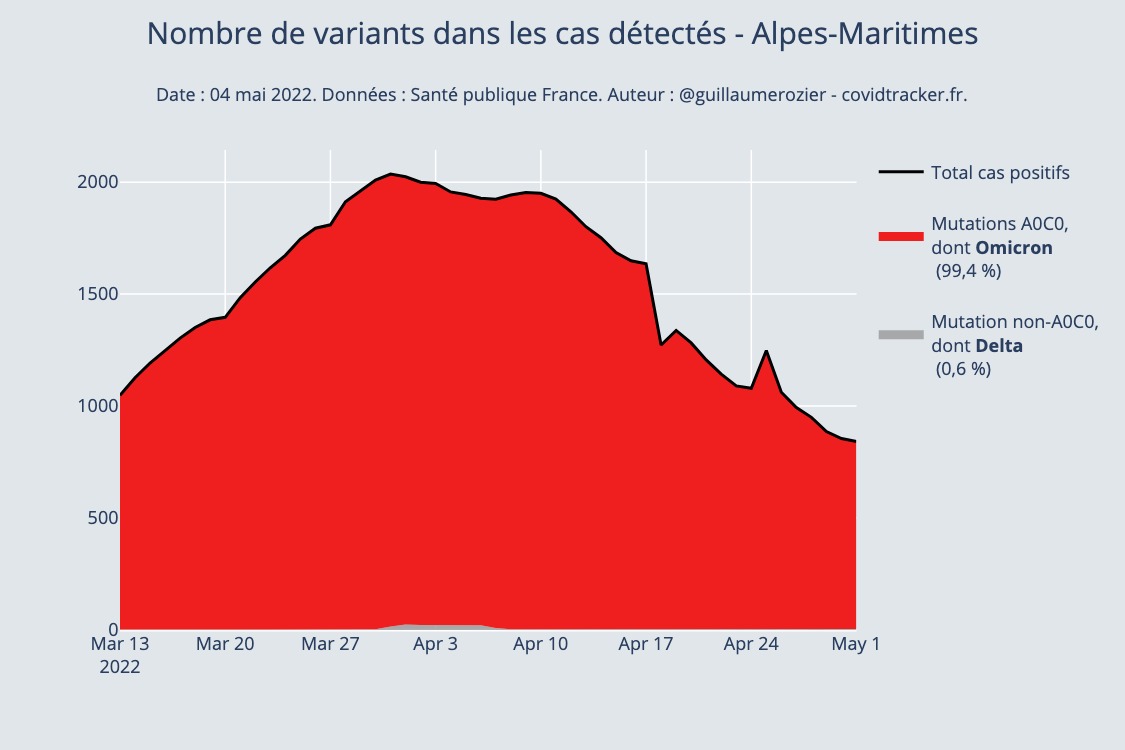 Nombre de variants dans les cas détectés - Alpes-Maritimes
Date : 04 mai 2022. Données : Santé publique France. Auteur : @guillaumerozier - covidtracker.fr.
2000
1500
1000
500
0
Mar 13
2022
Mar 20
Mar 27
Apr 3
Apr 10
Apr 17
Apr 24
May 1
Total cas positifs
Mutations A0C0,
dont Omicron
(99,4 %)
Mutation non-A0C0,
dont Delta
(0,6 %)